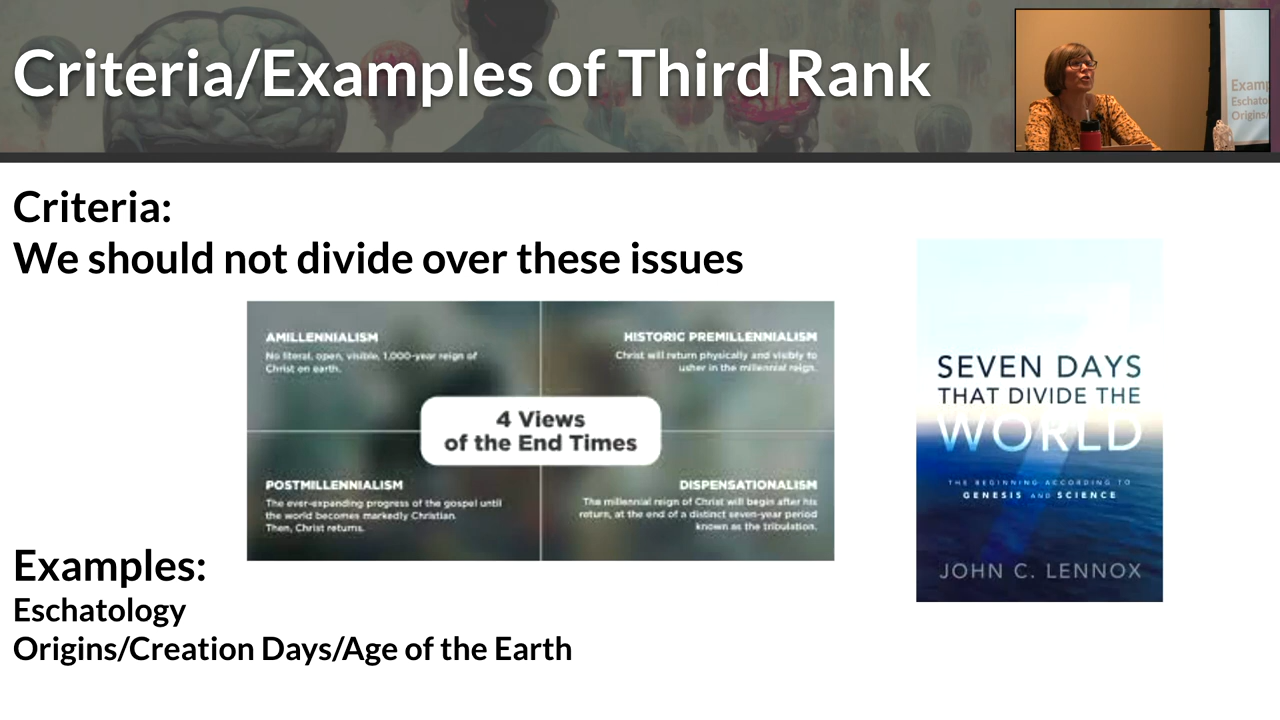 Criteria/Examples of Third Rank
Examp
Eschatol
Origins/
Criteria:
We should not divide over these issues
AMILLENNIALISM
No literal, open, visible, 1,000-year reign of
Christ on earth.
HISTORIC PREMILLENNIALISM
Christ will return physically and visibly to
usher in the millennial reign.
4 Views
of the End Times
POSTMILLENNIALISM
The ever-expanding progress of the gospel until
the world becomes markedly Christian.
Then, Christ returns.
DISPENSATIONALISM
The millennial reign of Christ will begin after his
return, at the end of a distinct seven-year period
known as the tribulation.
SEVEN DAYS
THAT DIVIDE THE
WORLD
THE BEGINNING ACCORDING TO
GENESIS AND SCIENCE
JOHN C. LENNOX
Examples:
Eschatology
Origins/Creation Days/Age of the Earth